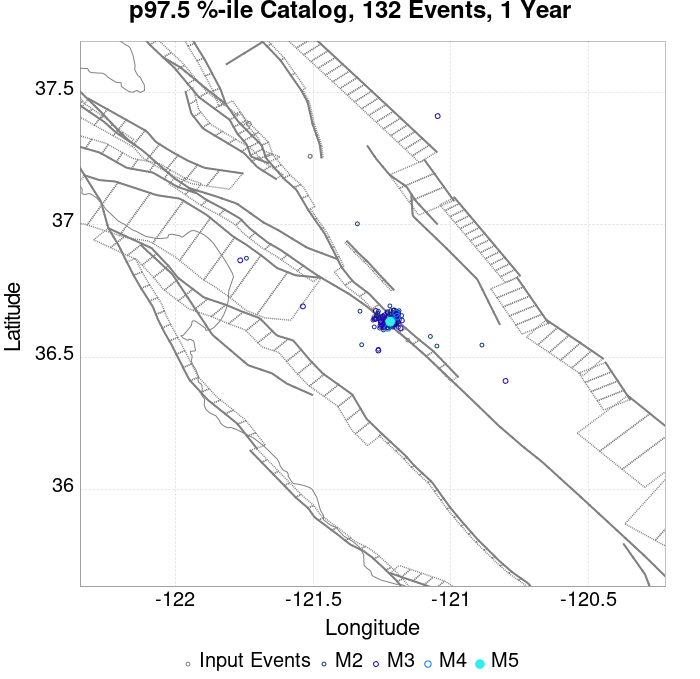 p97.5 %-ile Catalog, 132 Events, 1 Year
37.5
37
36.5
36
Latitude
-122 -121.5 -121 -120.5
Longitude
Input Events M2 M3 M4 M5